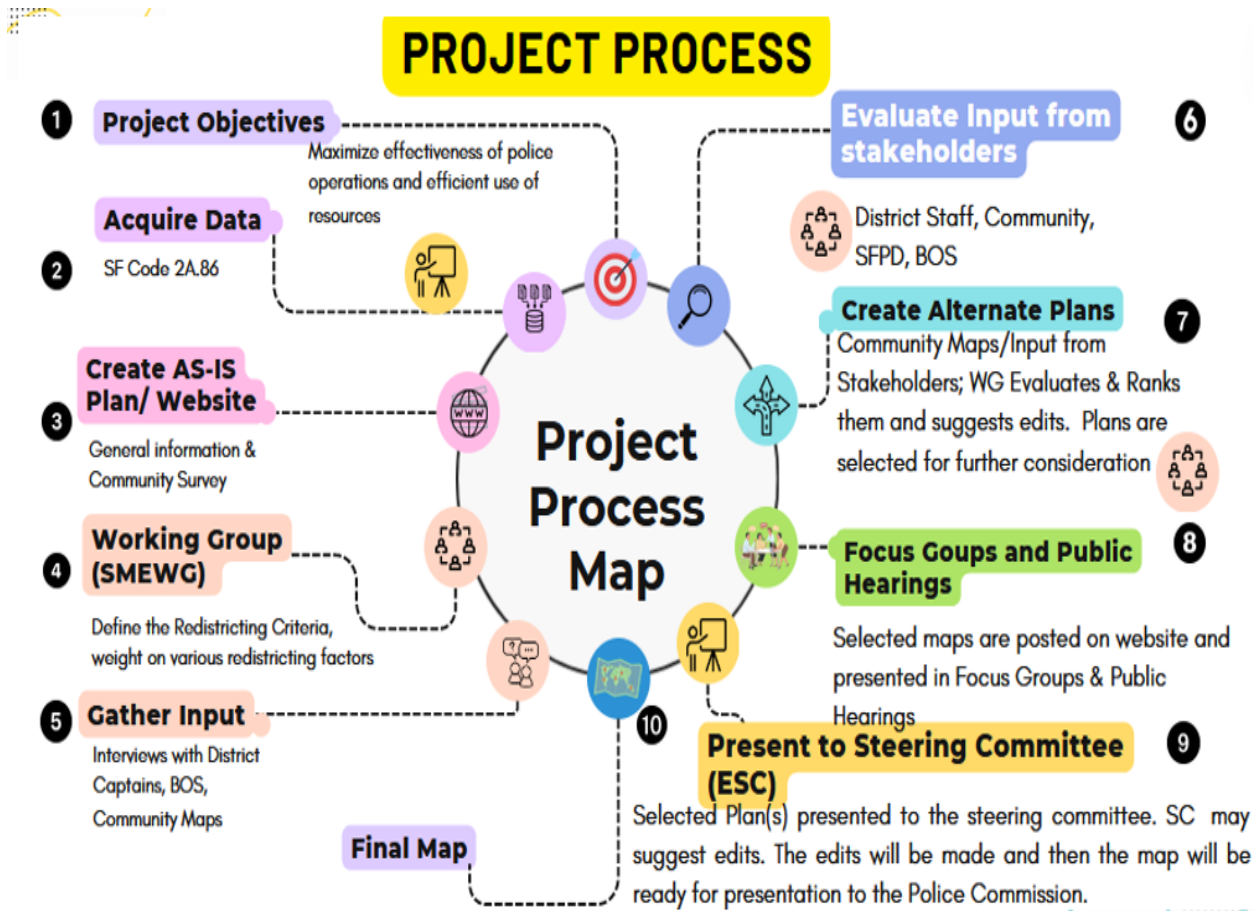 PROJECT PROCESS
1
Project Objectives
Maximize effectiveness of police
operations and efficient use of
resources
Acquire Data
2
SF Code 2A.86
Create AS-IS
Plan/ Website
3
General information &
Community Survey
Working Group
(SMEWG)
4
Define the Redistricting Criteria,
weight on various redistricting factors
5
Gather Input
Interviews with District
Captains, BOS,
Community Maps
Project
Process
Map
WWW
Evaluate Input from
stakeholders
6
District Staff, Community,
SFPD, BOS
Create Alternate Plans
7
Community Maps/Input from
Stakeholders; WG Evaluates & Ranks
them and suggests edits. Plans are
selected for further consideration
8
Focus Goups and Public
Hearings
Selected maps are posted on website and
presented in Focus Groups & Public
Hearings
Present to Steering Committee
(ESC)
9
Selected Plan(s) presented to the steering committee. SC may
suggest edits. The edits will be made and then the map will be
ready for presentation to the Police Commission.
10
Final Map